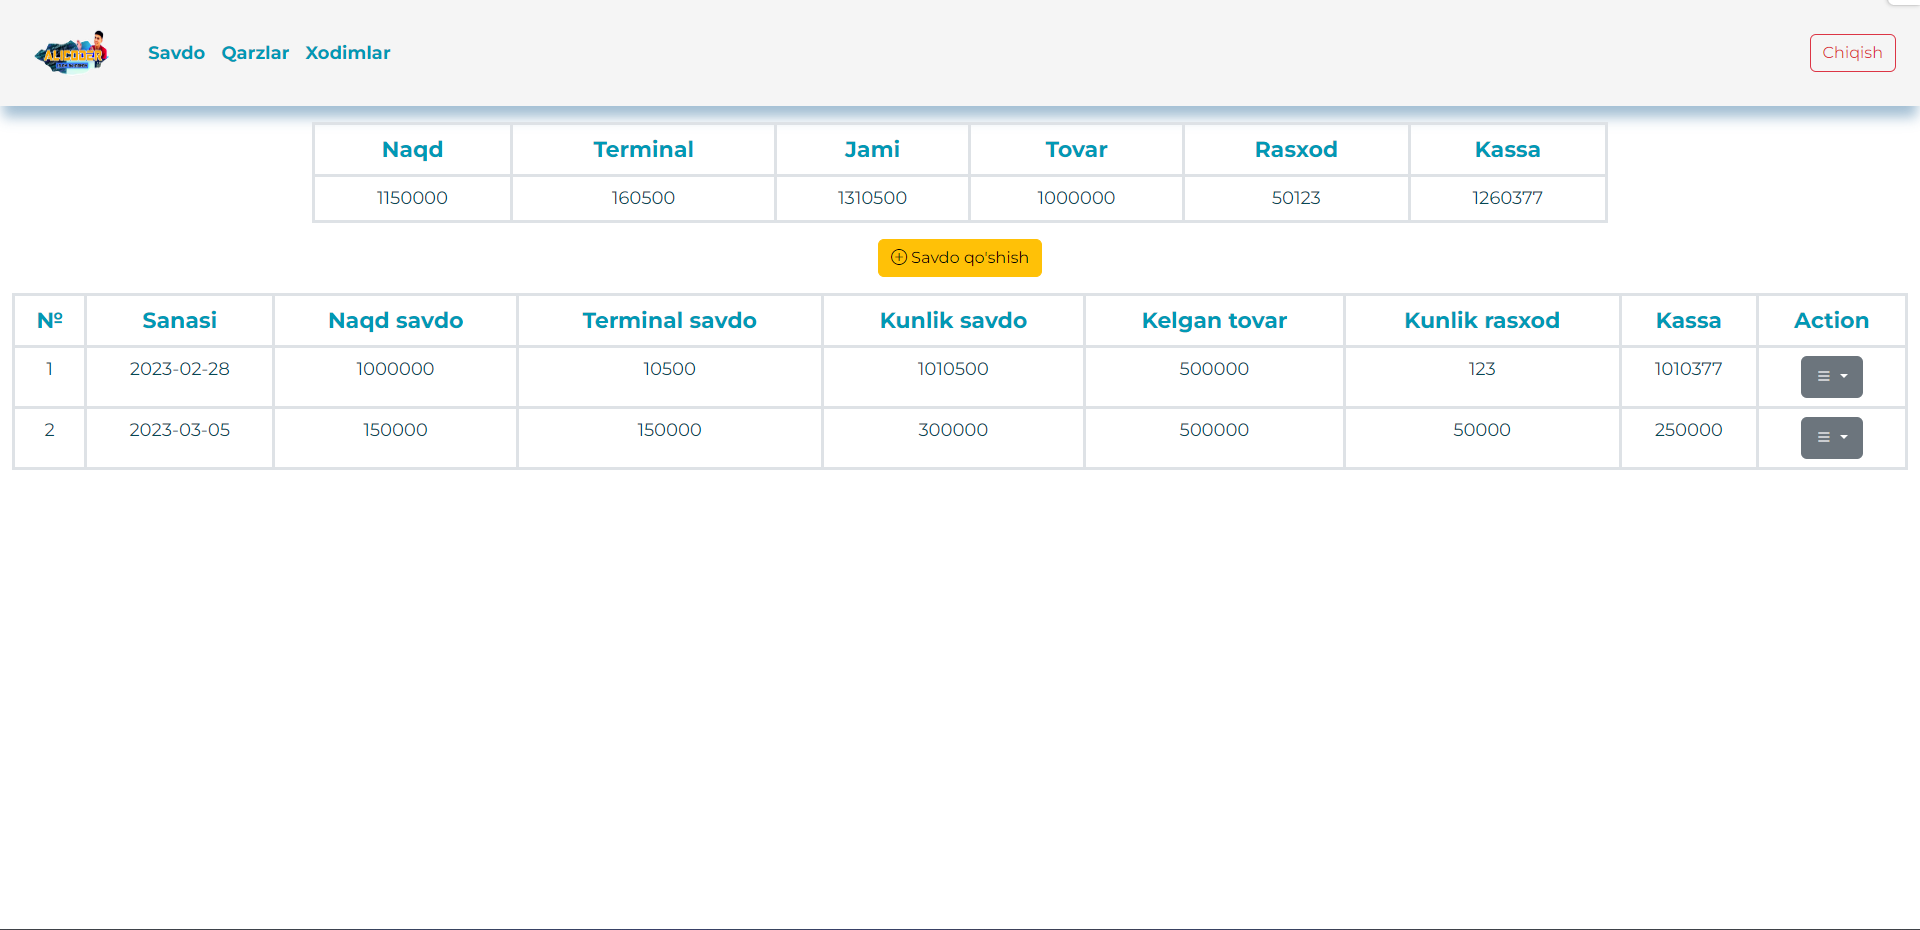 ALICODER
Savdo Qarzlar Xodimlar Chiqish
Naqd Terminal Jami Tovar Rasxod Kassa
1150000 160500 1310500 1000000 50123 1260377
Savdo qo'shish
№ Sanasi Naqd savdo Terminal savdo Kunlik savdo Kelgan tovar Kunlik rasxod Kassa Action
1 2023-02-28 1000000 10500 1010500 500000 123 1010377
2 2023-03-05 150000 150000 300000 500000 50000 250000